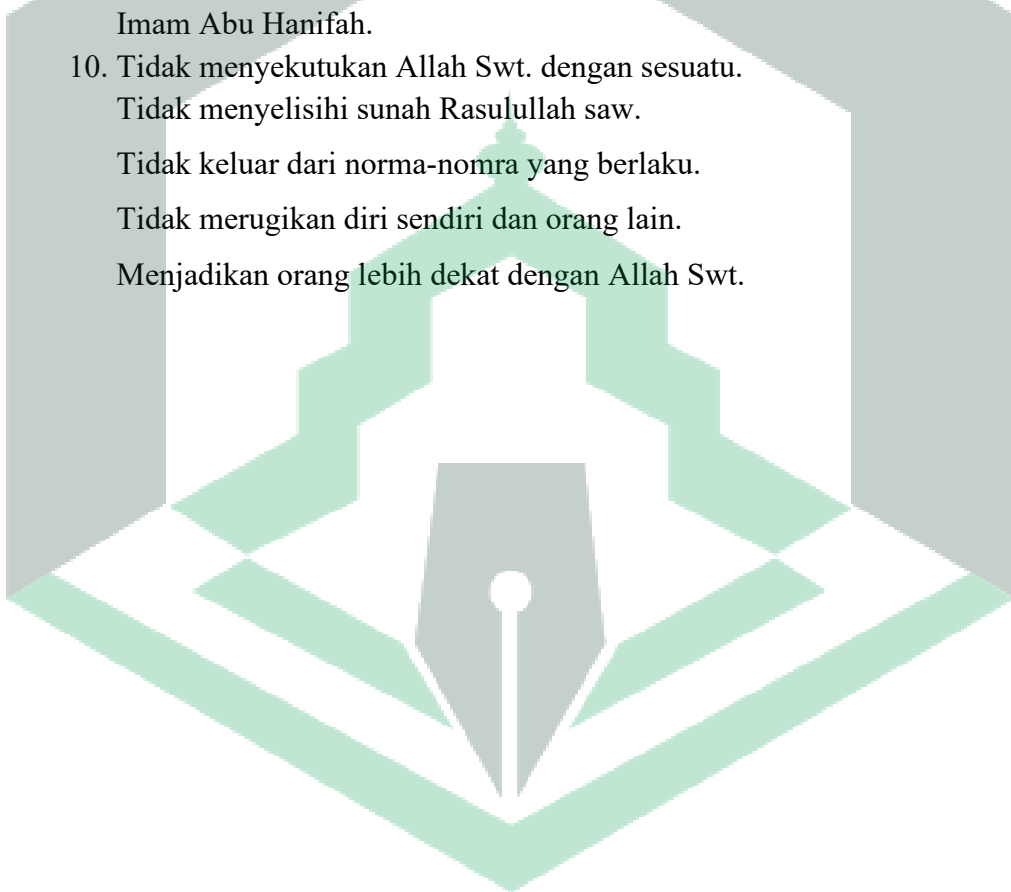 Imam Abu Hanifah.
10. Tidak menyekutukan Allah Swt. dengan sesuatu.
Tidak menyelisihi sunah Rasulullah saw.
Tidak keluar dari norma-nomra yang berlaku.
Tidak merugikan diri sendiri dan orang lain.
Menjadikan orang lebih dekat dengan Allah Swt.